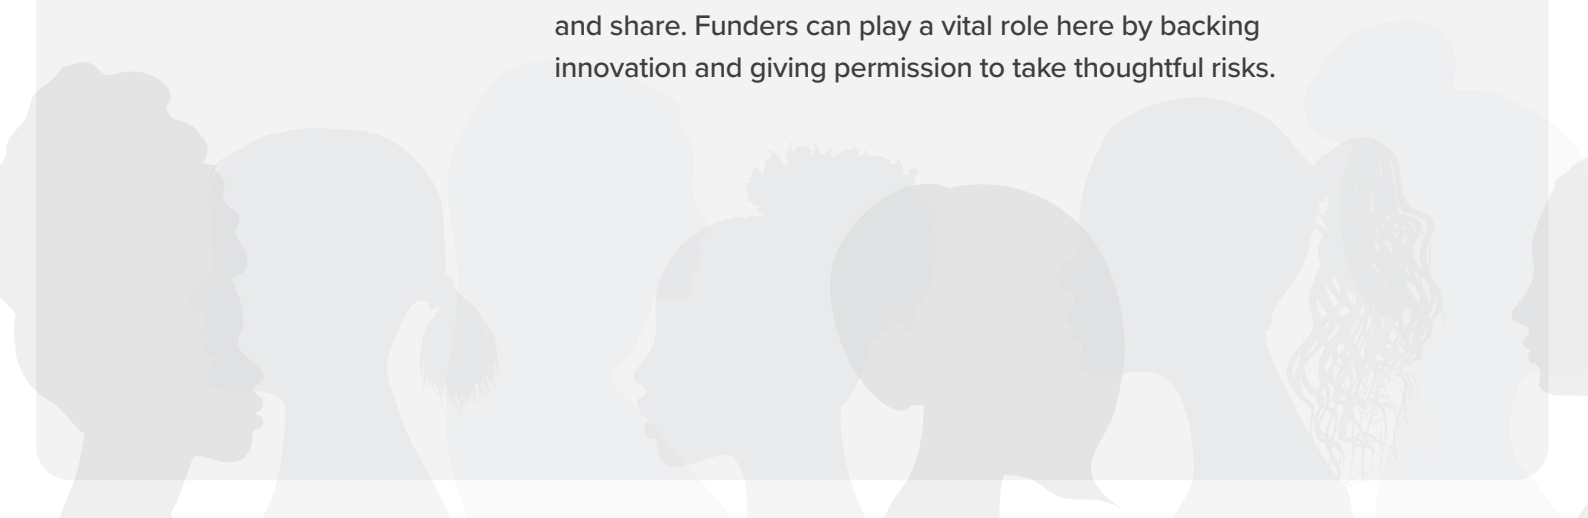 and share. Funders can play a vital role here by backing
innovation and giving permission to take thoughtful risks.